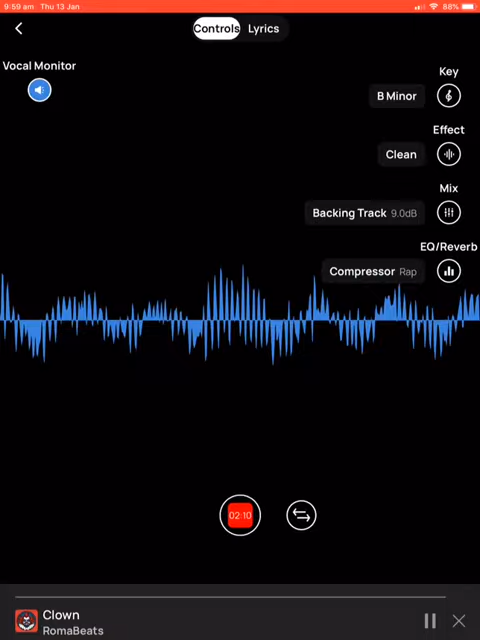 9:59 am Thu 13 Jan 88%
Controls Lyrics
Vocal Monitor
Key
B Minor
Effect
Clean
Mix
Backing Track 9.0dB
EQ/Reverb
Compressor Rap
02:10
Clown
RomaBeats